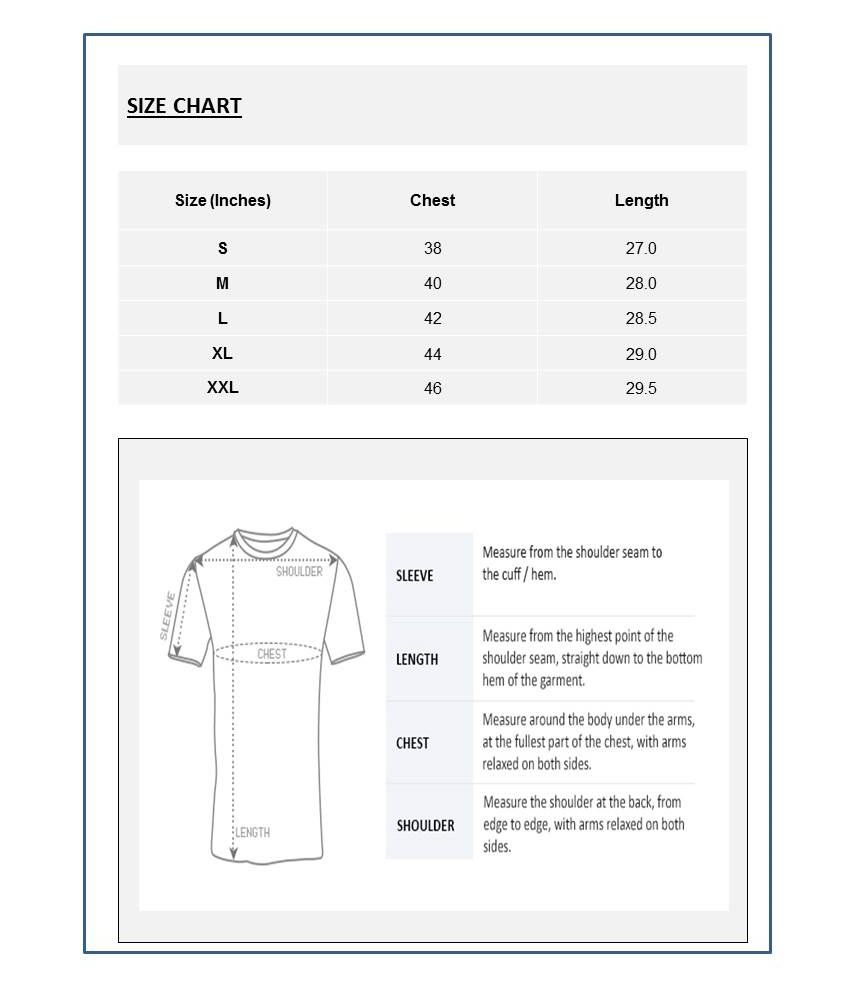 SIZE CHART
Size (Inches) Chest Length
S 38 27.0
M 40 28.0
L 42 28.5
XL 44 29.0
XXL 46 29.5
SHOULDER
SLEEVE
CHEST
LENGTH
SLEEVE
Measure from the shoulder seam to
the cuff / hem.
LENGTH
Measure from the highest point of the
shoulder seam, straight down to the bottom
hem of the garment.
CHEST
Measure around the body under the arms,
at the fullest part of the chest, with arms
relaxed on both sides.
SHOULDER
Measure the shoulder at the back, from
edge to edge, with arms relaxed on both
sides.